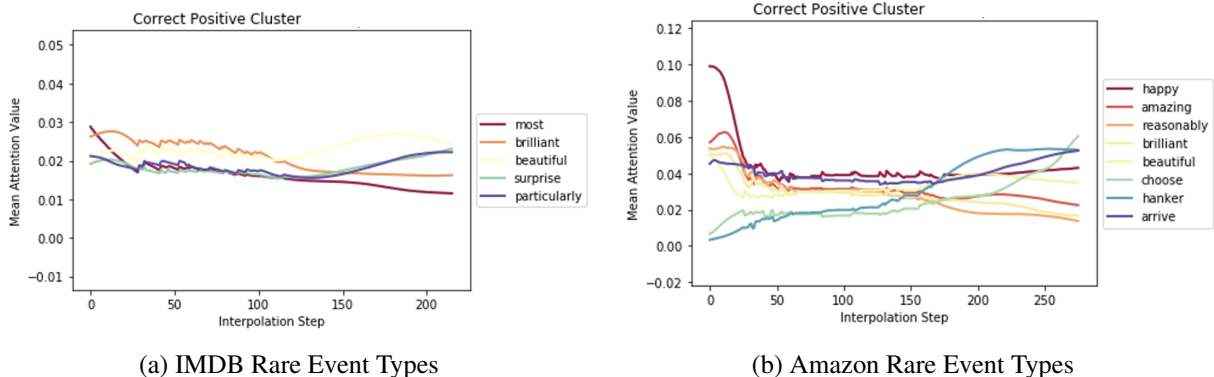 Correct Positive Cluster
0.05
0.04
0.03
0.02
0.01
0.00
−0.01
Mean Attention Value
0 50 100 150 200
Interpolation Step
most
brilliant
beautiful
surprise
particularly
(a) IMDB Rare Event Types
Correct Positive Cluster
0.12
0.10
0.08
0.06
0.04
0.02
0.00
−0.02
Mean Attention Value
0 50 100 150 200 250
Interpolation Step
happy
amazing
reasonably
brilliant
beautiful
choose
hanker
arrive
(b) Amazon Rare Event Types